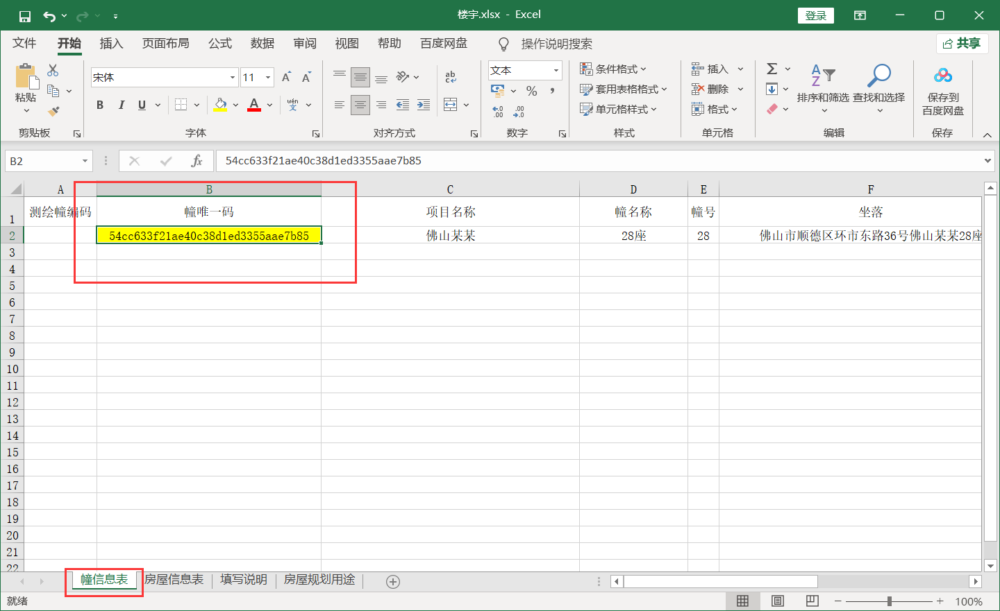 楼宇.xlsx - Excel
登录
文件 开始 插入 页面布局 公式 数据 审阅 视图 帮助 百度网盘 操作说明搜索 共享
粘贴
剪贴板
宋体 11 A A
B I U A wén 文
字体
ab c
对齐方式
文本
% ,
.00 .00 .0
数字
条件格式
套用表格格式
单元格样式
样式
插入
删除
格式
单元格
Σ
A Z
排序和筛选 查找和选择
编辑
保存到
百度网盘
保存
B2 fx 54cc633f21ae40c38d1ed3355aae7b85
A B C D E F
1 测绘幢编码 幢唯一码 项目名称 幢名称 幢号 坐落
2 54cc633f21ae40c38d1ed3355aae7b85 佛山某某 28座 28 佛山市顺德区环市东路36号佛山某某28座
3
4
5
6
7
8
9
10
11
12
13
14
15
16
17
18
19
20
21
22
幢信息表 房屋信息表 填写说明 房屋规划用途
就绪 100%